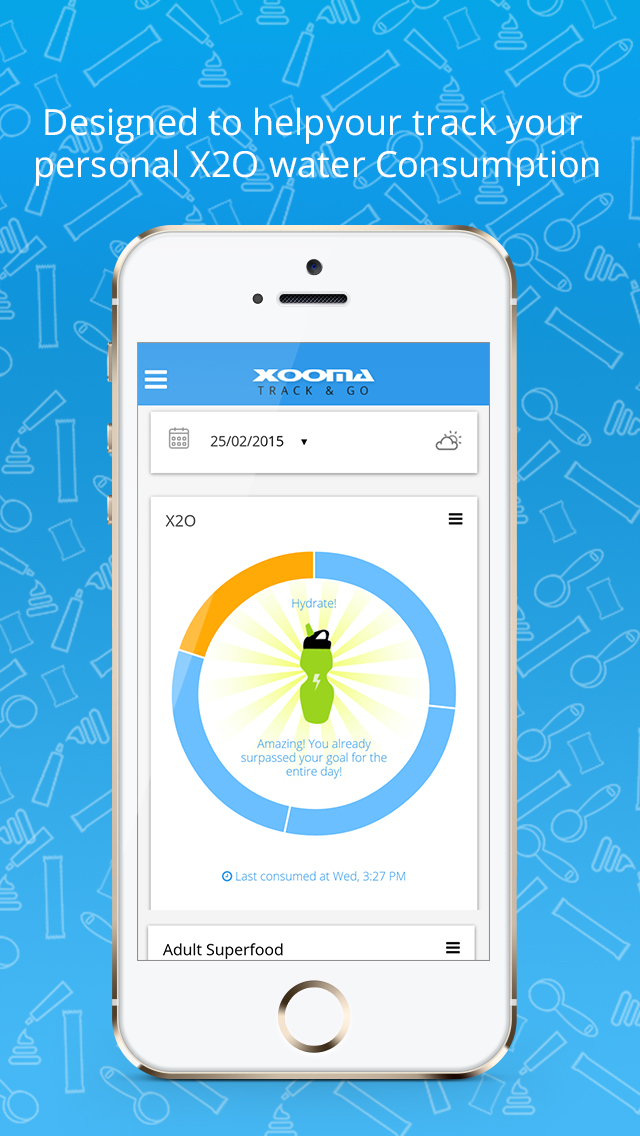 Designed to helpyour track your
personal X2O water Consumption
XOOMA
TRACK & GO
25/02/2015
X2O
Hydrate!
Amazing! You already
surpassed your goal for the
entire day!
Last consumed at Wed, 3:27 PM
Adult Superfood